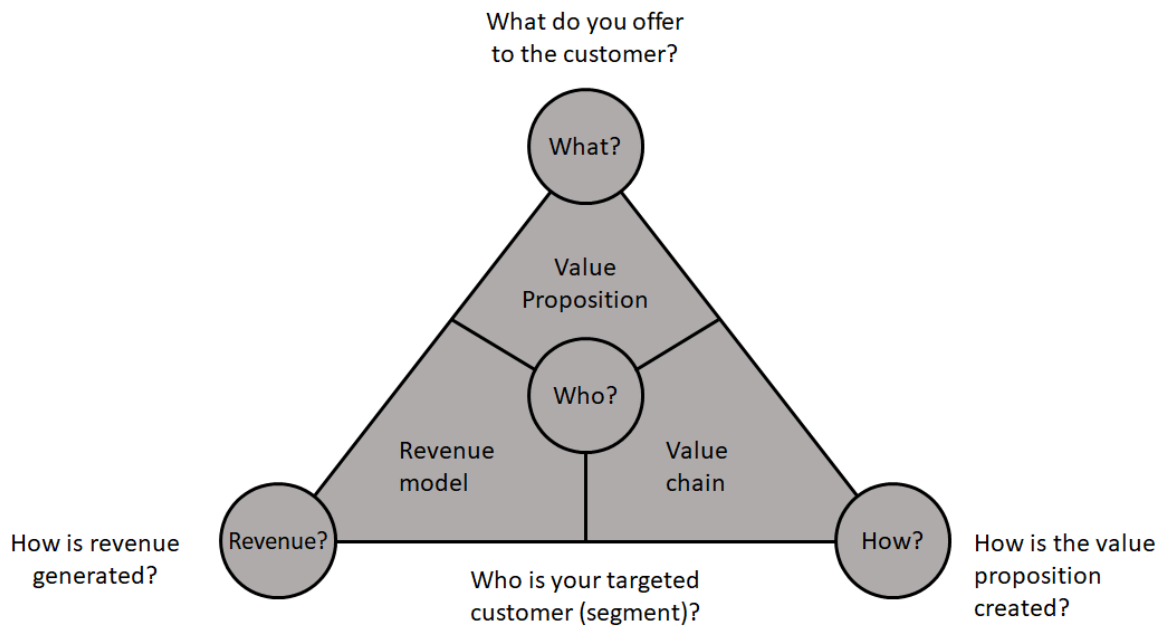 What do you offer
to the customer?
What?
Value
Proposition
Who?
Revenue
model
Value
chain
How is revenue
generated?
Revenue?
How?
How is the value
proposition
created?
Who is your targeted
customer (segment)?